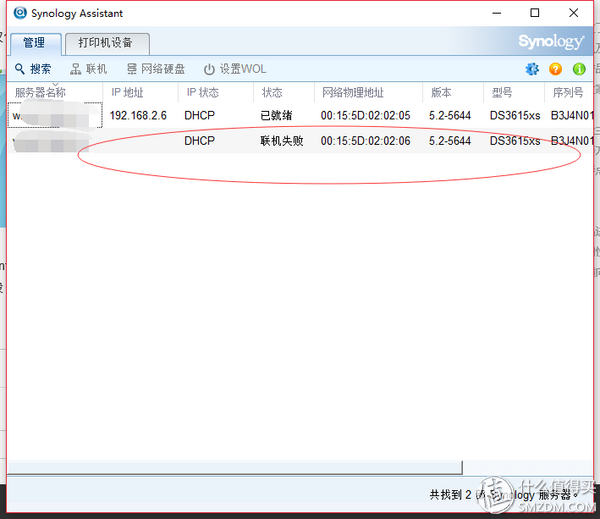 Synology Assistant
管理 打印机设备 Synology
搜索 联机 网络硬盘 设置WOL
服务器名称 IP 地址 IP 状态 状态 网络物理地址 版本 型号 序列号
192.168.2.6 DHCP 已就绪 00:15:5D:02:02:05 5.2-5644 DS3615xs B3J4N01
DHCP 联机失败 00:15:5D:02:02:06 5.2-5644 DS3615xs B3J4N01
共找到 2 Synology 服务器。
值 什么值得买
SMZDM.COM